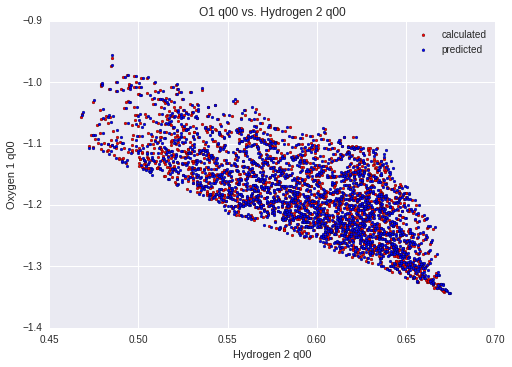 O1 q00 vs. Hydrogen 2 q00
calculated
predicted
−0.9
−1.0
−1.1
−1.2
−1.3
−1.4
Oxygen 1 q00
0.45 0.50 0.55 0.60 0.65 0.70
Hydrogen 2 q00